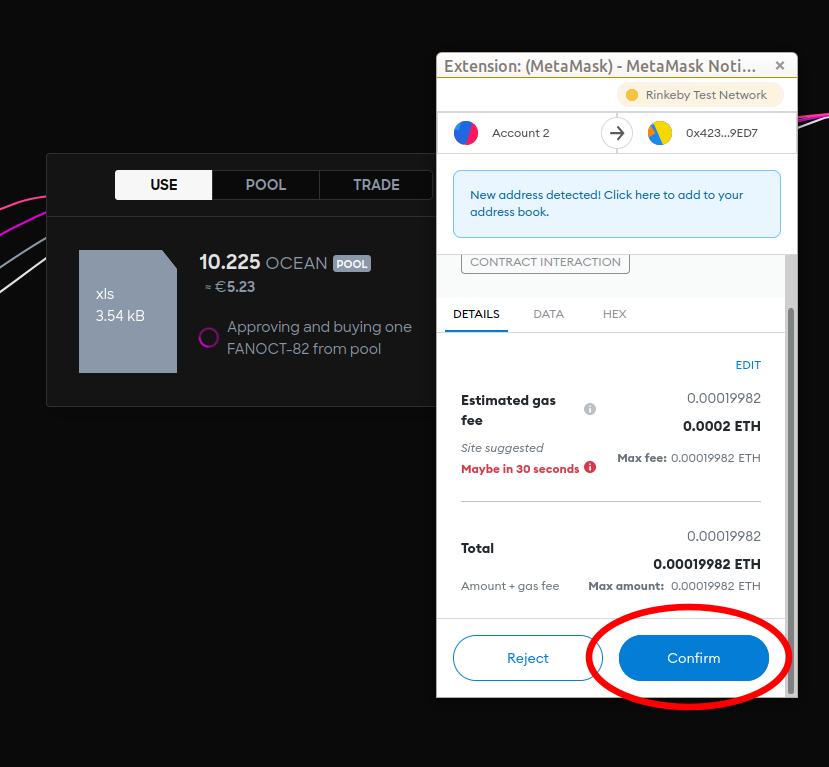 Extension: (MetaMask) - MetaMask Noti...
Rinkeby Test Network
Account 2
0x423...9ED7
New address detected! Click here to add to your
address book.
CONTRACT INTERACTION
DETAILS DATA HEX
EDIT
Estimated gas
fee
0.00019982
0.0002 ETH
Site suggested
Maybe in 30 seconds
Max fee: 0.00019982 ETH
Total
0.00019982
0.00019982 ETH
Amount + gas fee
Max amount: 0.00019982 ETH
Reject
Confirm
USE POOL TRADE
xls
3.54 kB
10.225 OCEAN POOL
≈ €5.23
Approving and buying one
FANOCT-82 from pool